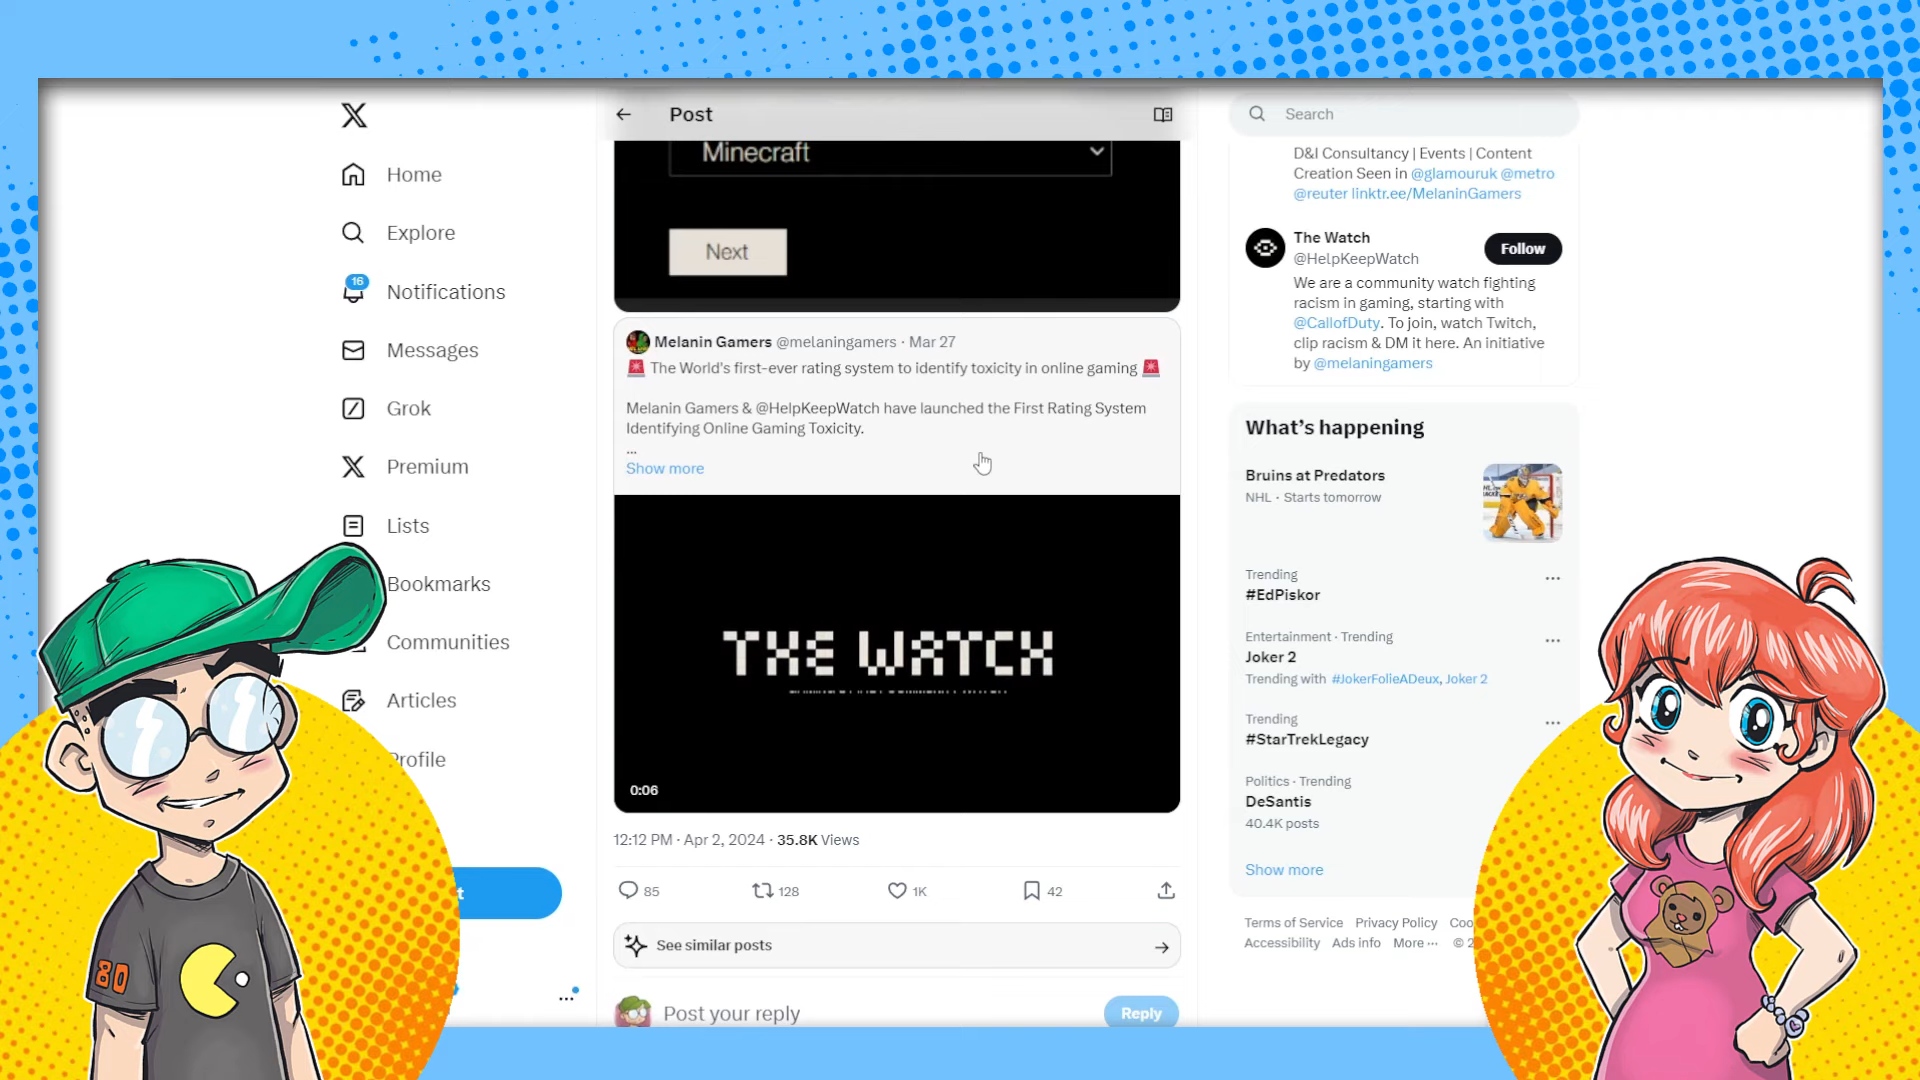 Home
Explore
16
Notifications
Messages
Grok
Premium
Lists
Bookmarks
Communities
Articles
Profile
80
Post
Minecraft
Next
Melanin Gamers @melaningamers · Mar 27
🚨 The World's first-ever rating system to identify toxicity in online gaming 🚨
Melanin Gamers & @HelpKeepWatch have launched the First Rating System
Identifying Online Gaming Toxicity.
...
Show more
THE WATCH
0:06
12:12 PM · Apr 2, 2024 · 35.8K Views
85 128 1K 42
See similar posts
Post your reply
Reply
Search
D&I Consultancy | Events | Content
Creation Seen in @glamouruk @metro
@reuter linktr.ee/MelaninGamers
The Watch
@HelpKeepWatch
Follow
We are a community watch fighting
racism in gaming, starting with
@CallofDuty. To join, watch Twitch,
clip racism & DM it here. An initiative
by @melaningamers
What's happening
Bruins at Predators
NHL · Starts tomorrow
Trending
#EdPiskor
Entertainment · Trending
Joker 2
Trending with #JokerFolieADeux, Joker 2
Trending
#StarTrekLegacy
Politics · Trending
DeSantis
40.4K posts
Show more
Terms of Service Privacy Policy Coo
Accessibility Ads info More ··· © 2